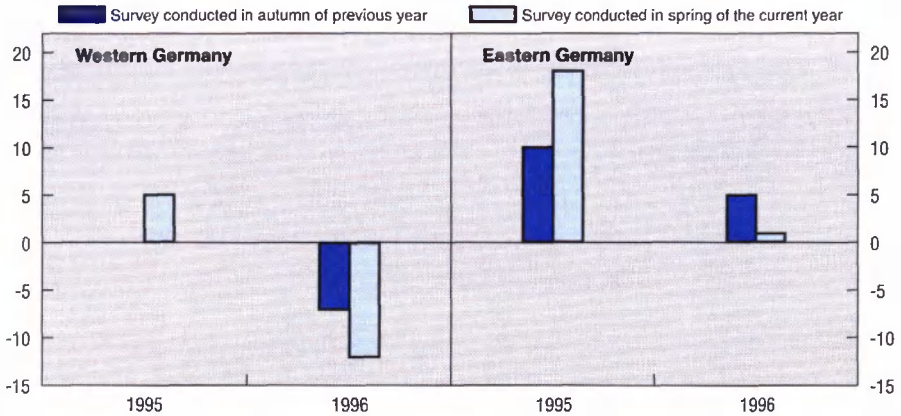 Survey conducted in autumn of previous year Survey conducted in spring of the current year
Western Germany Eastern Germany
20 20
15 15
10 10
5 5
0 0
-5 -5
-10 -10
-15 -15
1995 1996 1995 1996